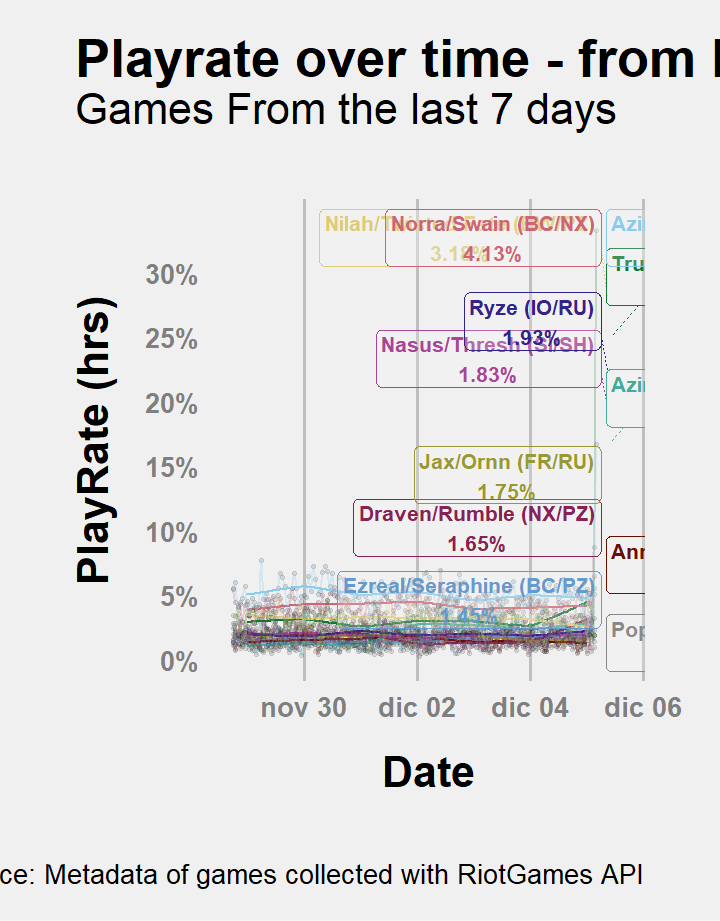 Playrate over time - from
Games From the last 7 days
Norra/Swain (BC/NX)
4.13%
Nilah/
3.18%
Azi
Tru
Ryze (IO/RU)
1.93%
Nasus/Thresh (SI/SH)
1.83%
Azi
Jax/Ornn (FR/RU)
1.75%
Draven/Rumble (NX/PZ)
1.65%
Ann
Ezreal/Seraphine (BC/PZ)
1.45%
Pop
30%
25%
20%
15%
10%
5%
0%
PlayRate (hrs)
nov 30 dic 02 dic 04 dic 06
Date
ce: Metadata of games collected with RiotGames API